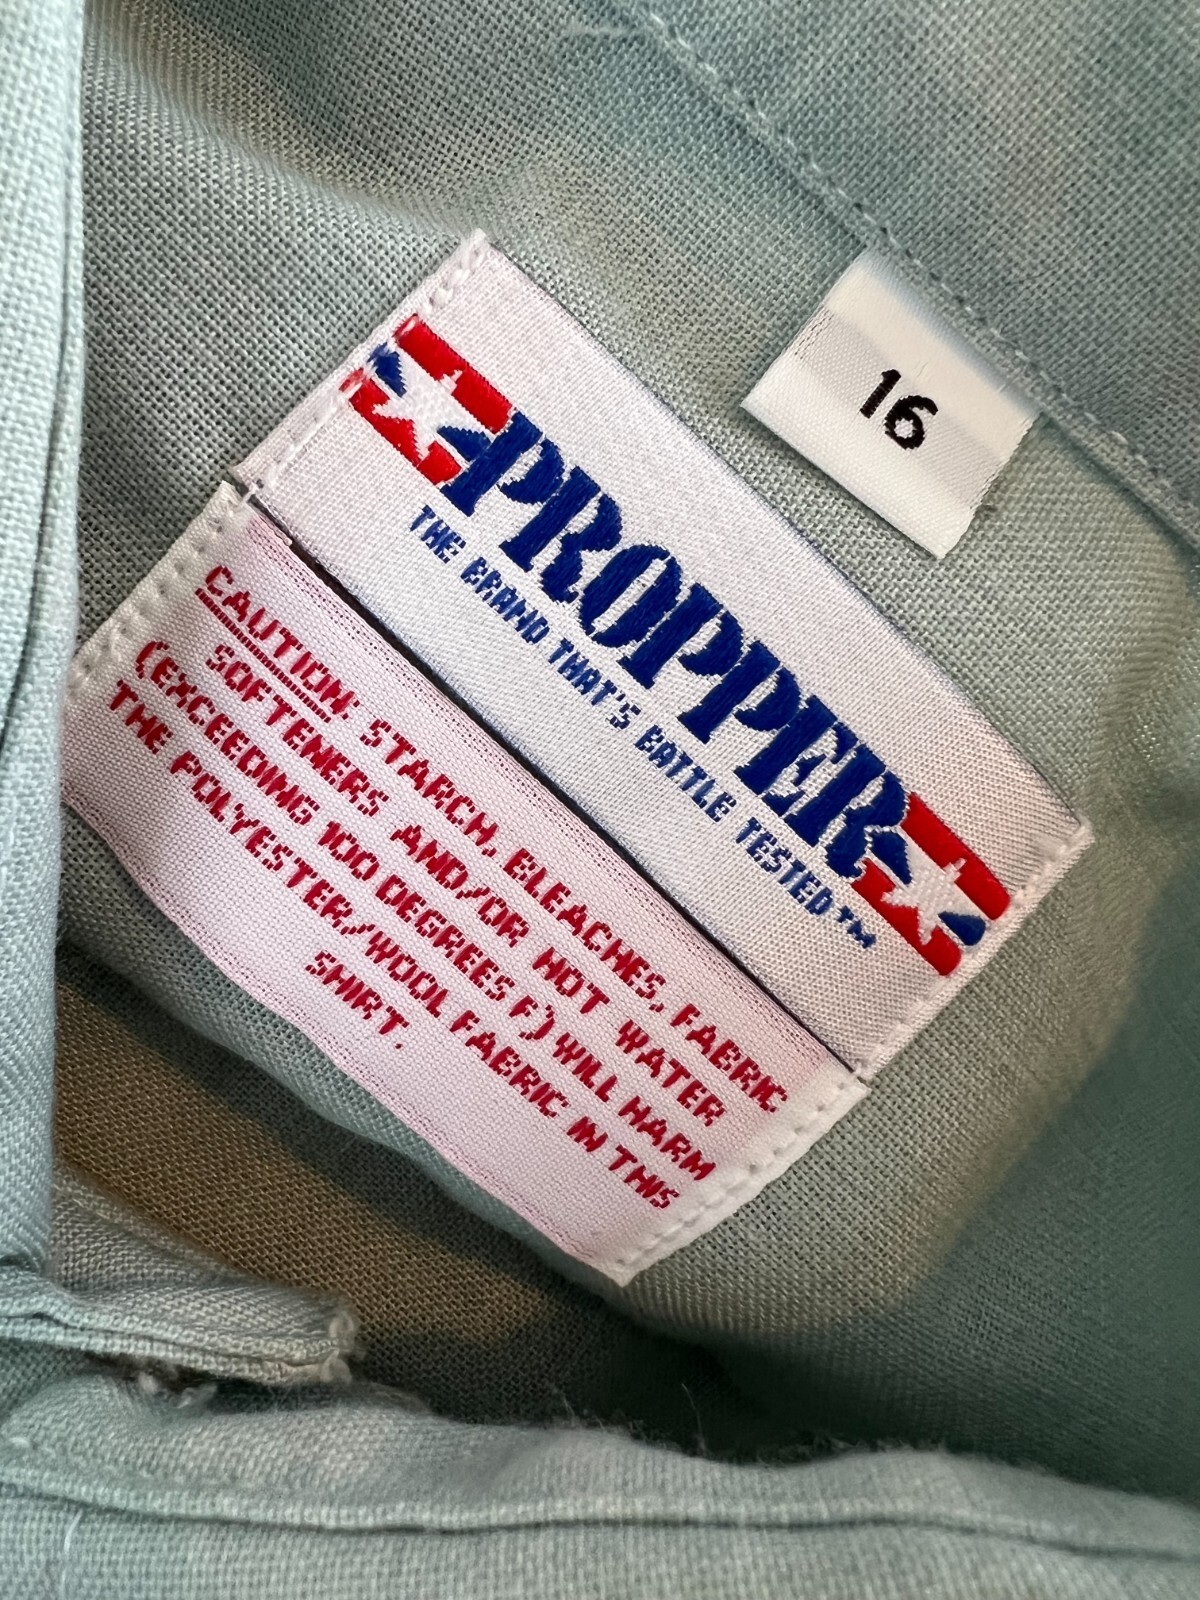 16
PROPPER
THE BRAND THAT'S BATTLE TESTED™
CAUTION: STARCH, BLEACHES, FABRIC
SOFTENERS AND/OR HOT WATER
(EXCEEDING 100 DEGREES F) WILL HARM
THE POLYESTER/WOOL FABRIC IN THIS
SHIRT.